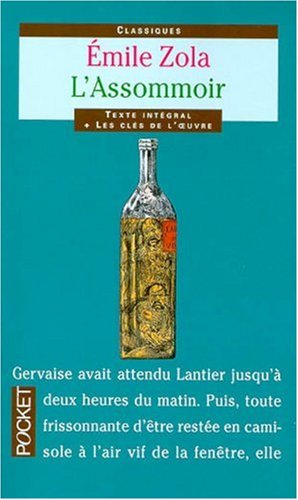 CLASSIQUES
Émile Zola
L'Assommoir
TEXTE INTÉGRAL
+ LES CLÉS DE L'ŒUVRE
Gervaise avait attendu Lantier jusqu'à
deux heures du matin. Puis, toute
frissonnante d'être restée en cami-
sole à l'air vif de la fenêtre, elle
POCKET